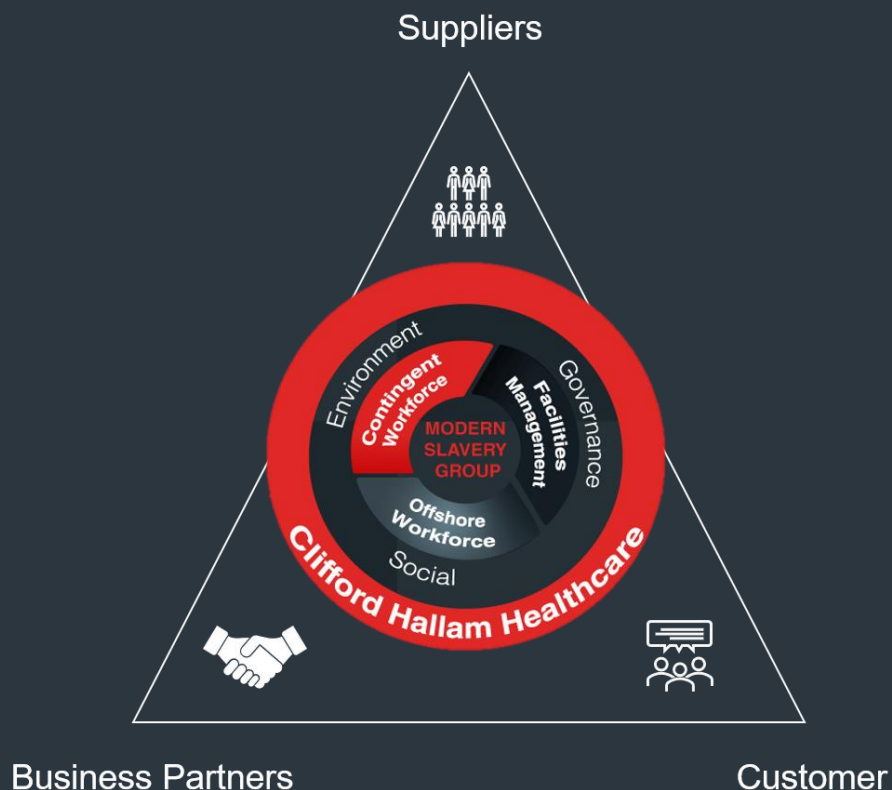 Suppliers
Environment
Contingent
Workforce
Governance
Facilities
Management
MODERN
SLAVERY
GROUP
Offshore
Workforce
Social
Clifford Hallam Healthcare
Business Partners
Customer